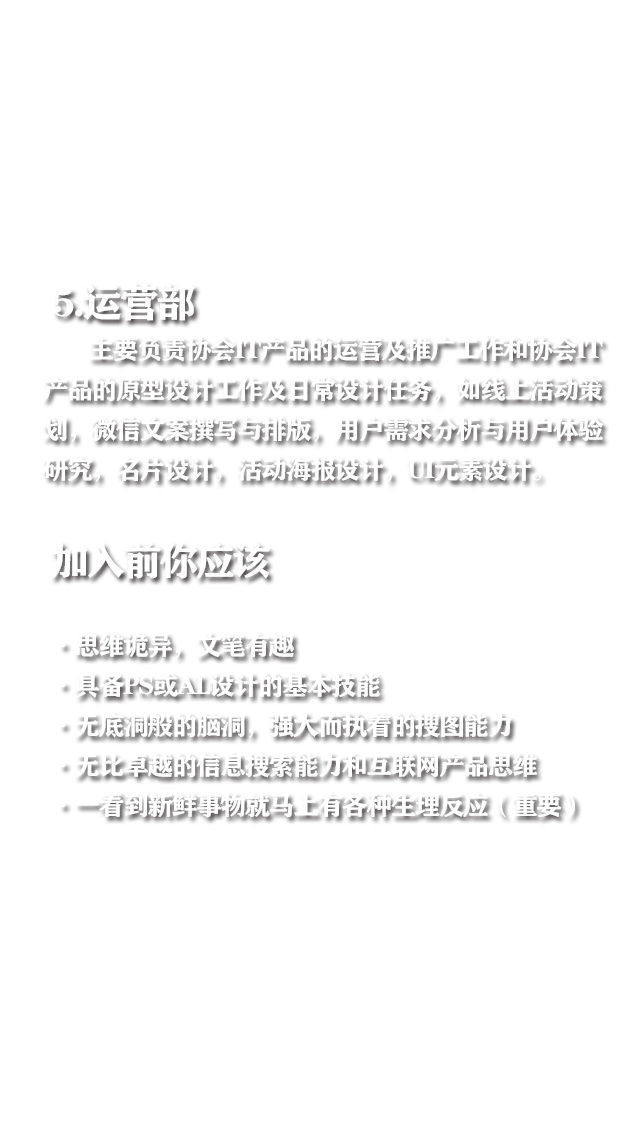 5.运营部
主要负责协会IT产品的运营及推广工作和协会IT
产品的原型设计工作及日常设计任务，如线上活动策
划，微信文案撰写与排版，用户需求分析与用户体验
研究，名片设计，活动海报设计，UI元素设计。
加入前你应该
·思维诡异，文笔有趣
·具备PS或AL设计的基本技能
·无底洞般的脑洞，强大而执着的搜图能力
·无比卓越的信息搜索能力和互联网产品思维
·一看到新鲜事物就马上有各种生理反应（重要）